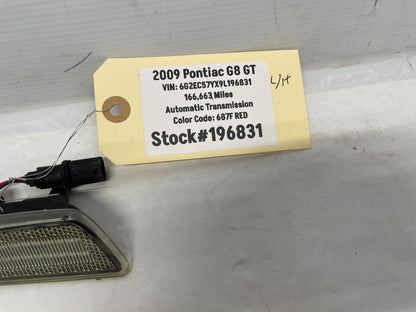 2009 Pontiac G8 GT
VIN: 6G2EC57YX9L196831
166,663 Miles
Automatic Transmission
Color Code: 687F RED
Stock#196831
L/H